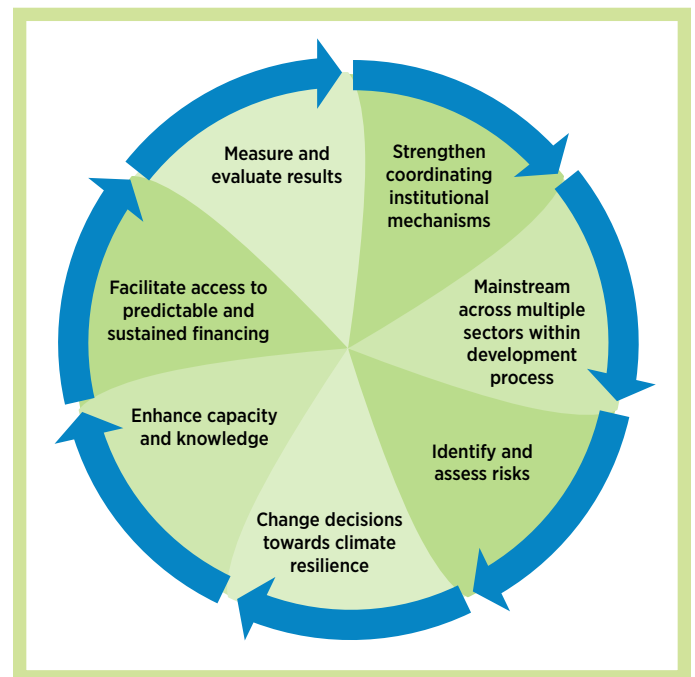 Measure and
evaluate results
Strengthen
coordinating
institutional
mechanisms
Mainstream
across multiple
sectors within
development
process
Identify and
assess risks
Change decisions
towards climate
resilience
Enhance capacity
and knowledge
Facilitate access to
predictable and
sustained financing